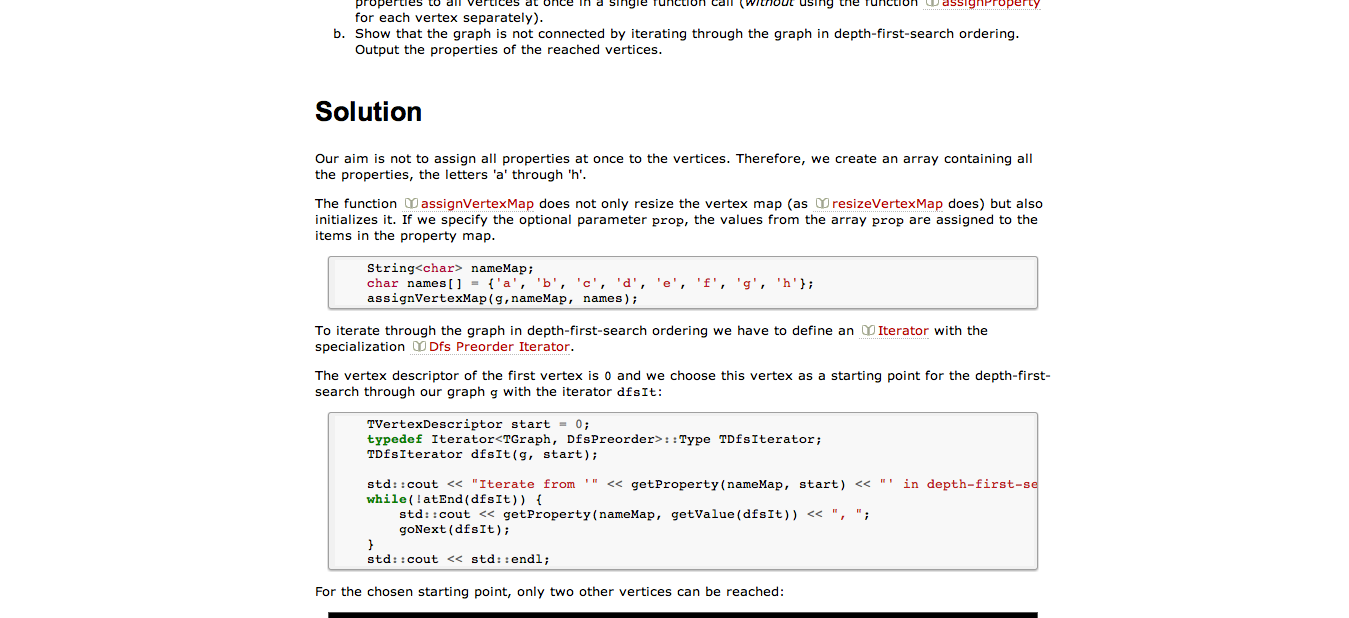 properties to all vertices at once in a single function call (without using the function assignProperty
for each vertex separately).
b. Show that the graph is not connected by iterating through the graph in depth-first-search ordering.
Output the properties of the reached vertices.
Solution
Our aim is not to assign all properties at once to the vertices. Therefore, we create an array containing all
the properties, the letters 'a' through 'h'.
The function assignVertexMap does not only resize the vertex map (as resizeVertexMap does) but also
initializes it. If we specify the optional parameter prop, the values from the array prop are assigned to the
items in the property map.
String<char> nameMap;
char names[] = {'a', 'b', 'c', 'd', 'e', 'f', 'g', 'h'};
assignVertexMap(g,nameMap, names);
To iterate through the graph in depth-first-search ordering we have to define an Iterator with the
specialization Dfs Preorder Iterator.
The vertex descriptor of the first vertex is 0 and we choose this vertex as a starting point for the depth-first-
search through our graph g with the iterator dfsIt:
TVertexDescriptor start = 0;
typedef Iterator<TGraph, DfsPreorder>::Type TDfsIterator;
TDfsIterator dfsIt(g, start);
std::cout << "Iterate from '" << getProperty(nameMap, start) << "' in depth-first-se
while(!atEnd(dfsIt)) {
std::cout << getProperty(nameMap, getValue(dfsIt)) << ", ";
goNext(dfsIt);
}
std::cout << std::endl;
For the chosen starting point, only two other vertices can be reached: